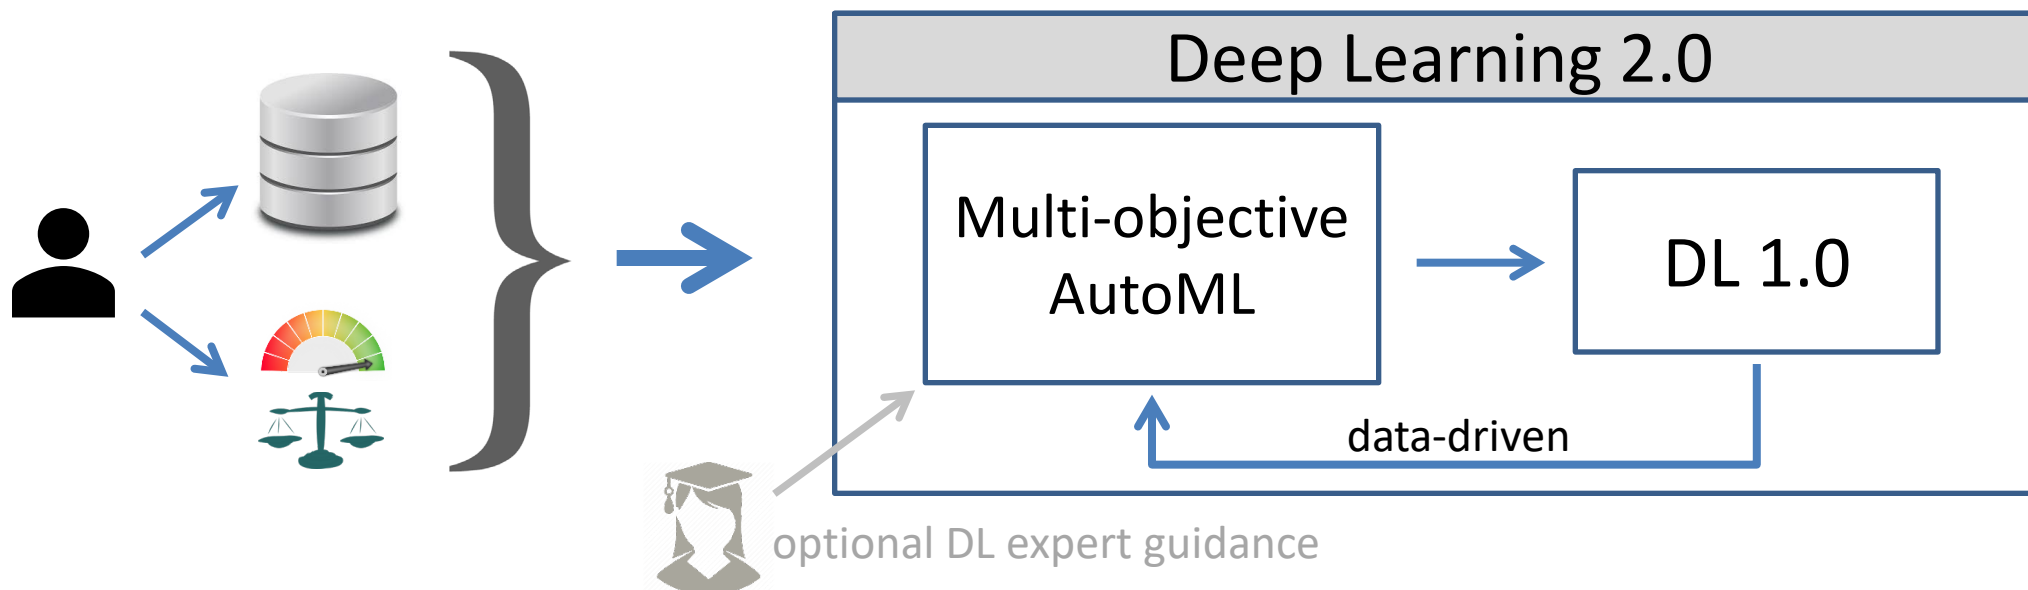 Deep Learning 2.0
Multi-objective
AutoML
DL 1.0
data-driven
optional DL expert guidance